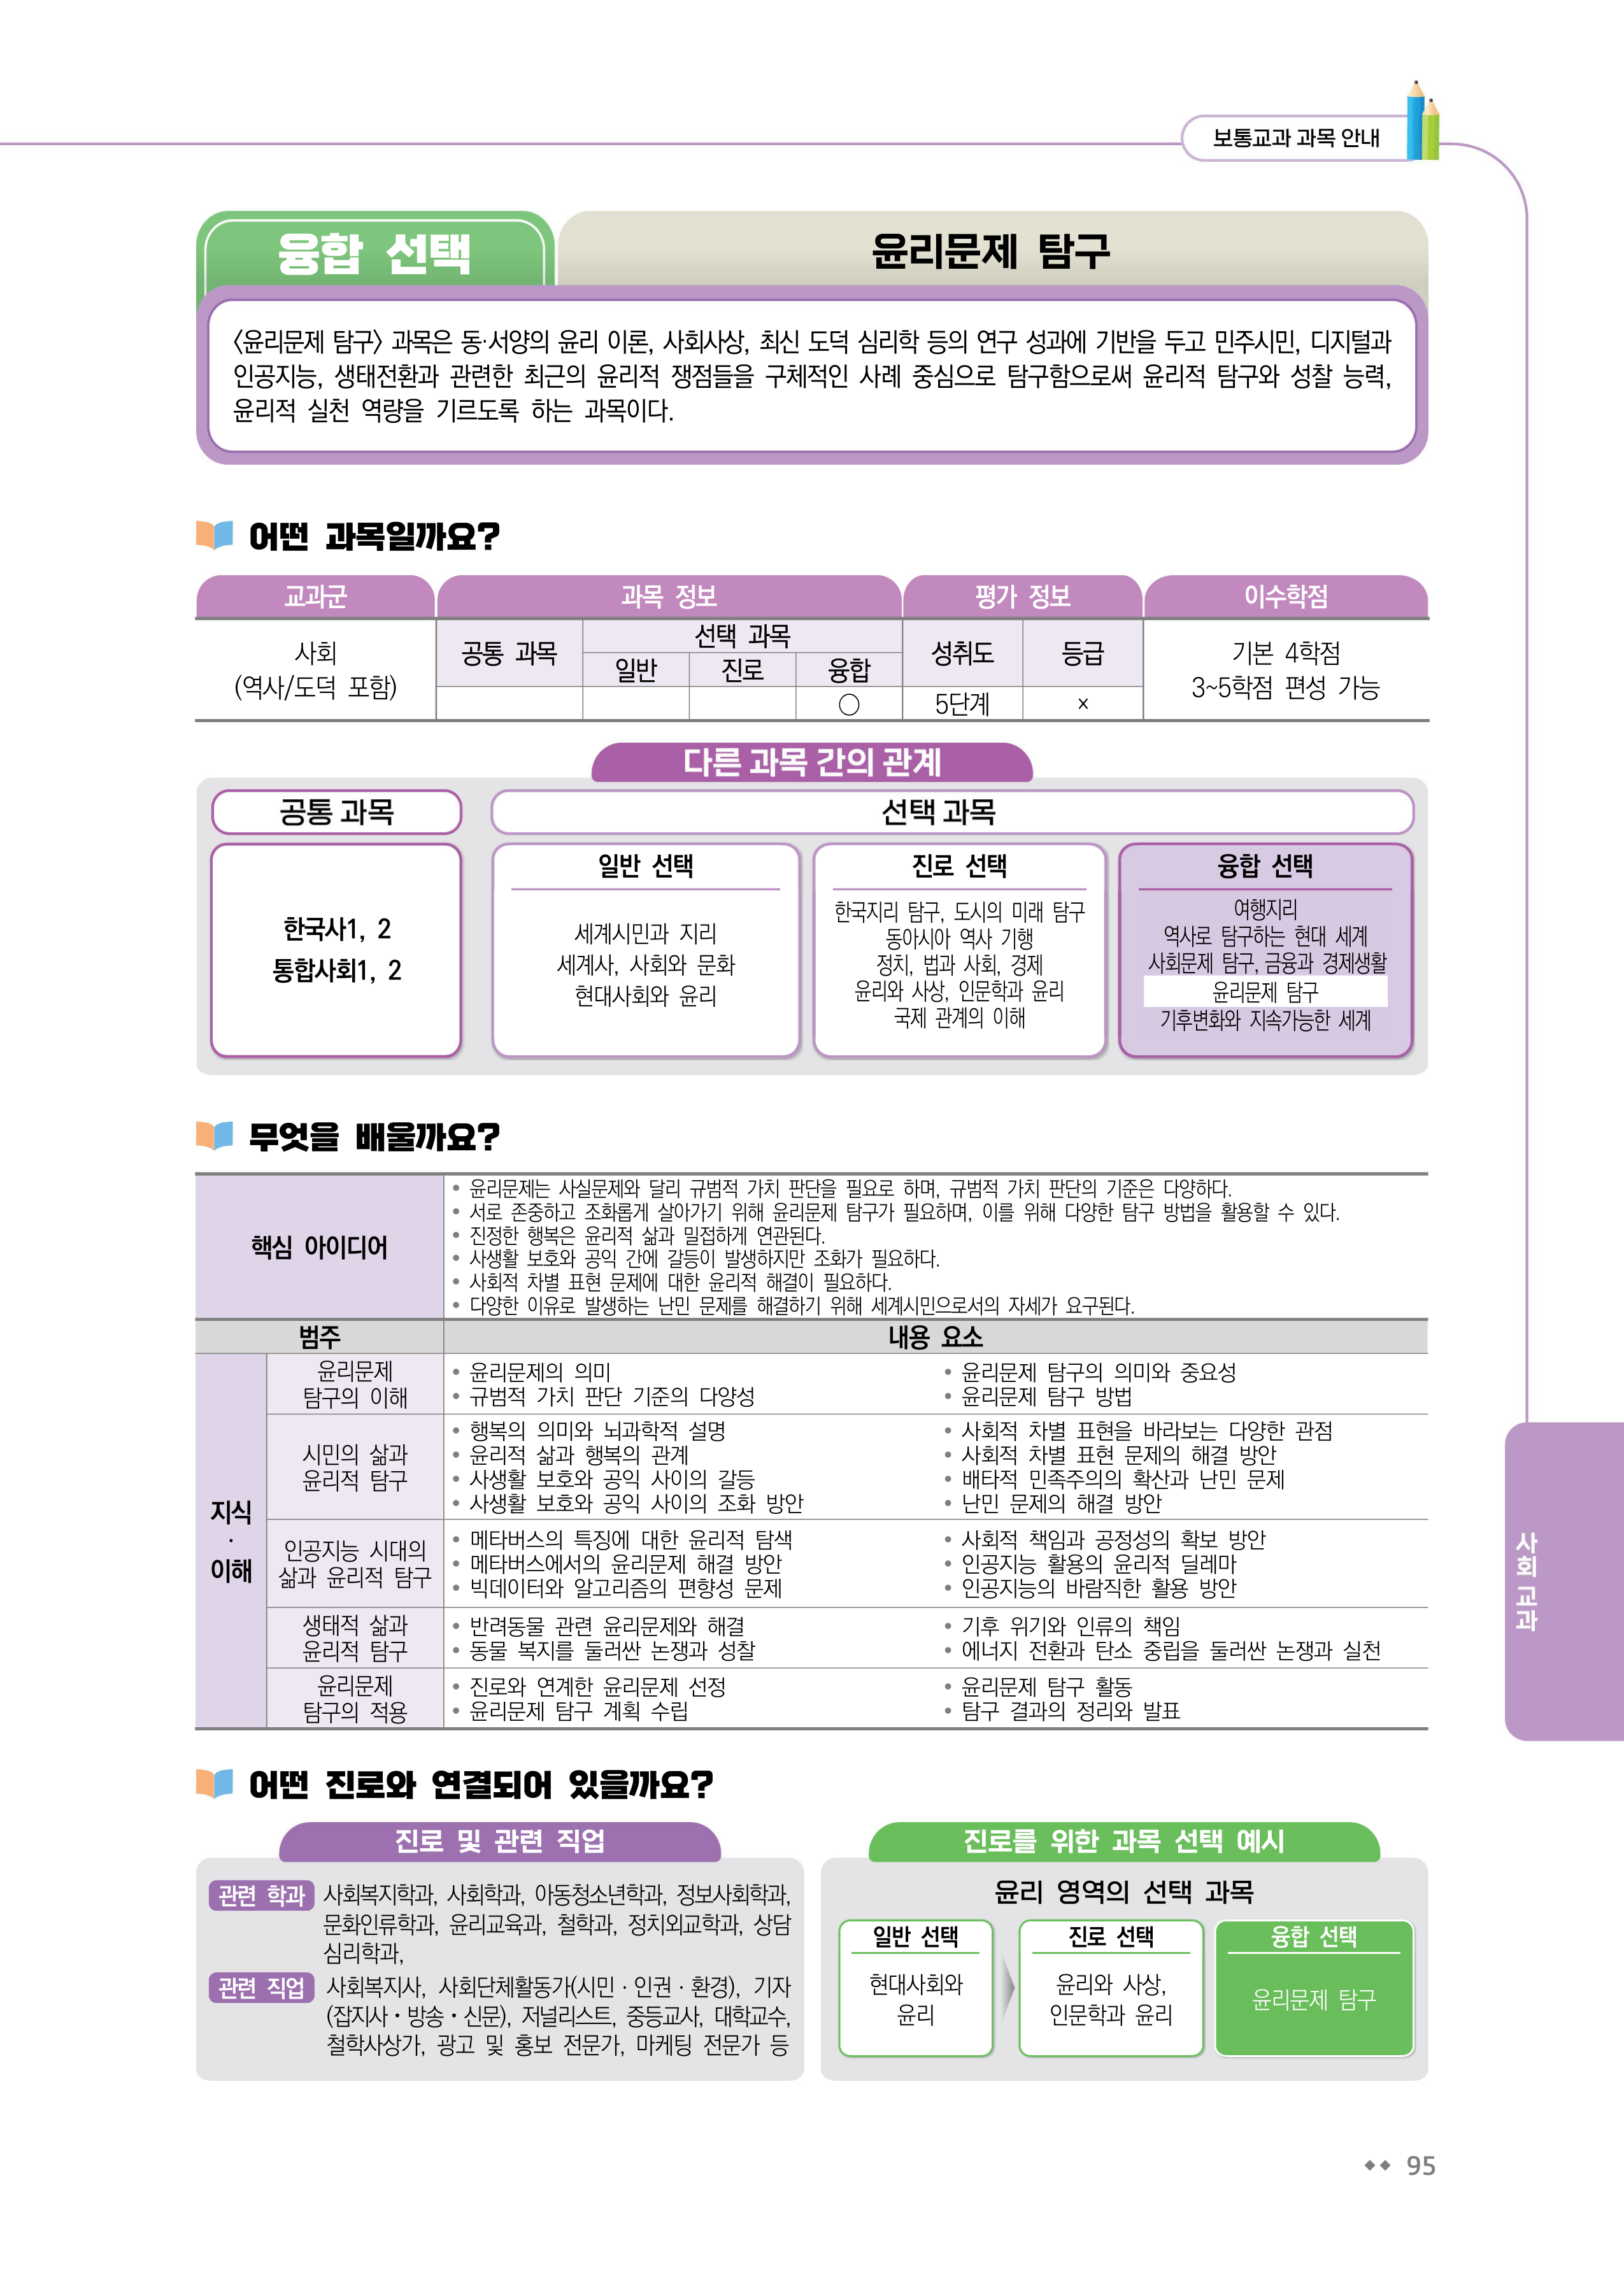 보통교과 과목 안내
융합 선택
윤리문제 탐구
〈윤리문제 탐구〉 과목은 동·서양의 윤리 이론, 사회사상, 최신 도덕 심리학 등의 연구 성과에 기반을 두고 민주시민, 디지털과
인공지능, 생태전환과 관련한 최근의 윤리적 쟁점들을 구체적인 사례 중심으로 탐구함으로써 윤리적 탐구와 성찰 능력,
윤리적 실천 역량을 기르도록 하는 과목이다.
어떤 과목일까요?
교과군 과목 정보 평가 정보 이수학점
사회
(역사/도덕 포함)
공통 과목
선택 과목
일반 진로 융합
○
성취도 등급
5단계 ×
기본 4학점
3~5학점 편성 가능
다른 과목 간의 관계
공통 과목
선택 과목
한국사1, 2
통합사회1, 2
일반 선택
세계시민과 지리
세계사, 사회와 문화
현대사회와 윤리
진로 선택
한국지리 탐구, 도시의 미래 탐구
동아시아 역사 기행
정치, 법과 사회, 경제
윤리와 사상, 인문학과 윤리
국제 관계의 이해
융합 선택
여행지리
역사로 탐구하는 현대 세계
사회문제 탐구, 금융과 경제생활
윤리문제 탐구
기후변화와 지속가능한 세계
무엇을 배울까요?
핵심 아이디어
• 윤리문제는 사실문제와 달리 규범적 가치 판단을 필요로 하며, 규범적 가치 판단의 기준은 다양하다.
• 서로 존중하고 조화롭게 살아가기 위해 윤리문제 탐구가 필요하며, 이를 위해 다양한 탐구 방법을 활용할 수 있다.
• 진정한 행복은 윤리적 삶과 밀접하게 연관된다.
• 사생활 보호와 공익 간에 갈등이 발생하지만 조화가 필요하다.
• 사회적 차별 표현 문제에 대한 윤리적 해결이 필요하다.
• 다양한 이유로 발생하는 난민 문제를 해결하기 위해 세계시민으로서의 자세가 요구된다.
범주 내용 요소
지식
·
이해
윤리문제
탐구의 이해
• 윤리문제의 의미
• 규범적 가치 판단 기준의 다양성
• 윤리문제 탐구의 의미와 중요성
• 윤리문제 탐구 방법
시민의 삶과
윤리적 탐구
• 행복의 의미와 뇌과학적 설명
• 윤리적 삶과 행복의 관계
• 사생활 보호와 공익 사이의 갈등
• 사생활 보호와 공익 사이의 조화 방안
• 사회적 차별 표현을 바라보는 다양한 관점
• 사회적 차별 표현 문제의 해결 방안
• 배타적 민족주의의 확산과 난민 문제
• 난민 문제의 해결 방안
인공지능 시대의
삶과 윤리적 탐구
• 메타버스의 특징에 대한 윤리적 탐색
• 메타버스에서의 윤리문제 해결 방안
• 빅데이터와 알고리즘의 편향성 문제
• 사회적 책임과 공정성의 확보 방안
• 인공지능 활용의 윤리적 딜레마
• 인공지능의 바람직한 활용 방안
생태적 삶과
윤리적 탐구
• 반려동물 관련 윤리문제와 해결
• 동물 복지를 둘러싼 논쟁과 성찰
• 기후 위기와 인류의 책임
• 에너지 전환과 탄소 중립을 둘러싼 논쟁과 실천
윤리문제
탐구의 적용
• 진로와 연계한 윤리문제 선정
• 윤리문제 탐구 계획 수립
• 윤리문제 탐구 활동
• 탐구 결과의 정리와 발표
사회 교과
어떤 진로와 연결되어 있을까요?
진로 및 관련 직업
관련 학과 사회복지학과, 사회학과, 아동청소년학과, 정보사회학과,
문화인류학과, 윤리교육과, 철학과, 정치외교학과, 상담
심리학과,
관련 직업 사회복지사, 사회단체활동가(시민·인권·환경), 기자
(잡지사·방송·신문), 저널리스트, 중등교사, 대학교수,
철학사상가, 광고 및 홍보 전문가, 마케팅 전문가 등
진로를 위한 과목 선택 예시
윤리 영역의 선택 과목
일반 선택
현대사회와
윤리
진로 선택
윤리와 사상,
인문학과 윤리
융합 선택
윤리문제 탐구
95